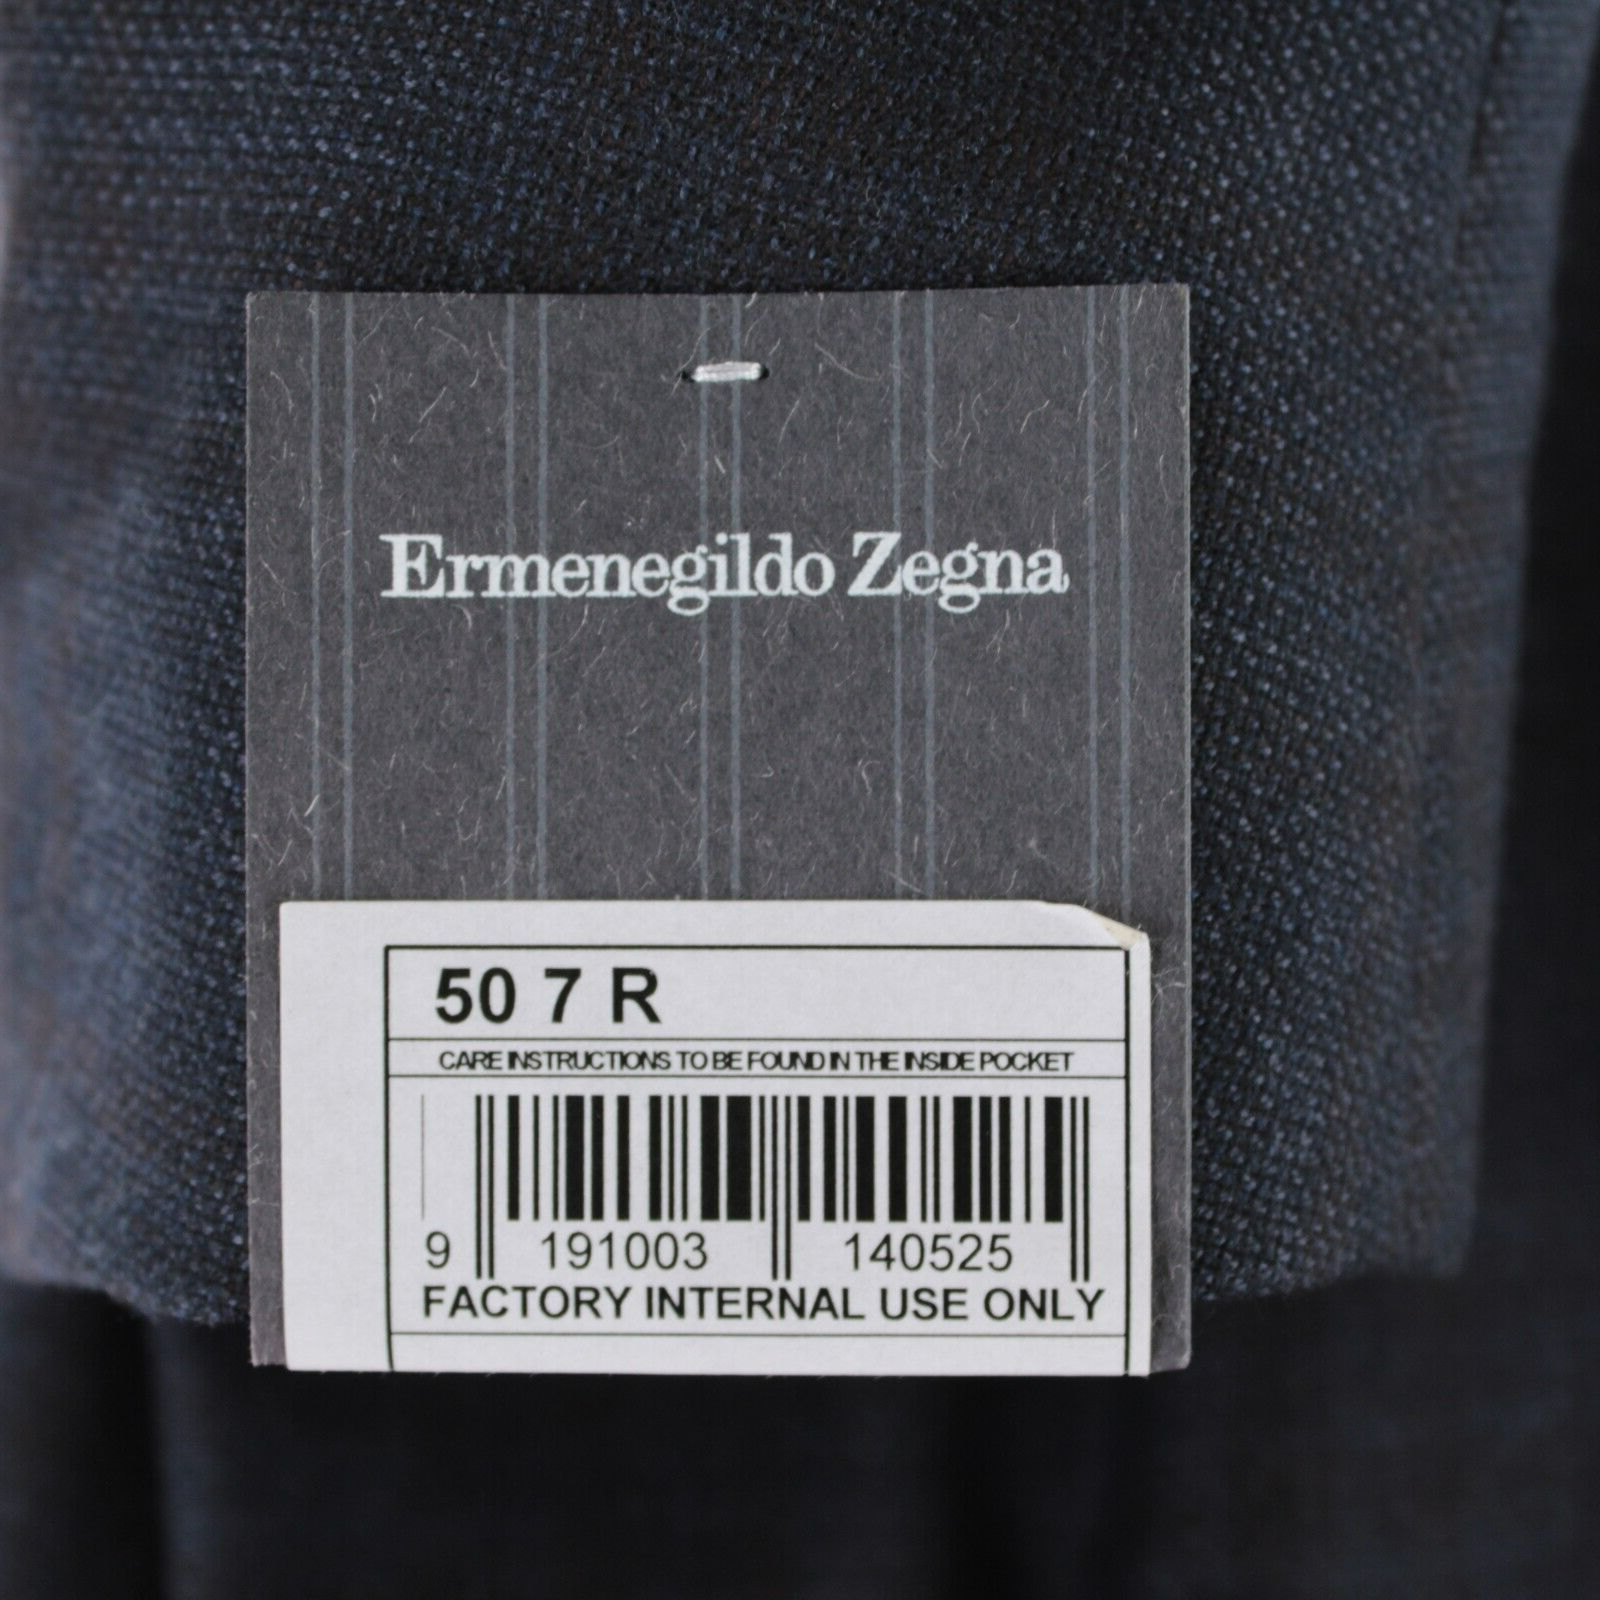 Ermenegildo Zegna
50 7 R
CARE INSTRUCTIONS TO BE FOUND IN THE INSIDE POCKET
9 191003 140525
FACTORY INTERNAL USE ONLY